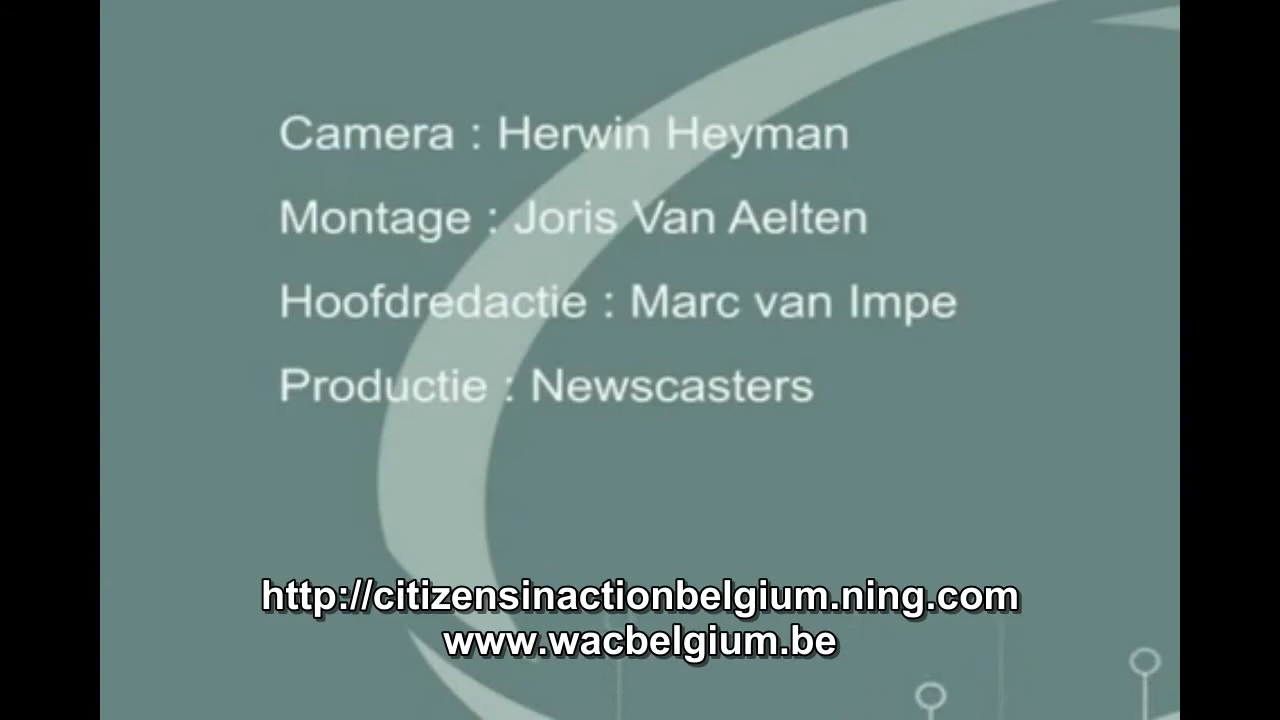 Camera : Herwin Heyman
Montage : Joris Van Aelten
Hoofdredactie : Marc van Impe
Productie : Newscasters
http://citizensinactionbelgium.ning.com
www.wacbelgium.be